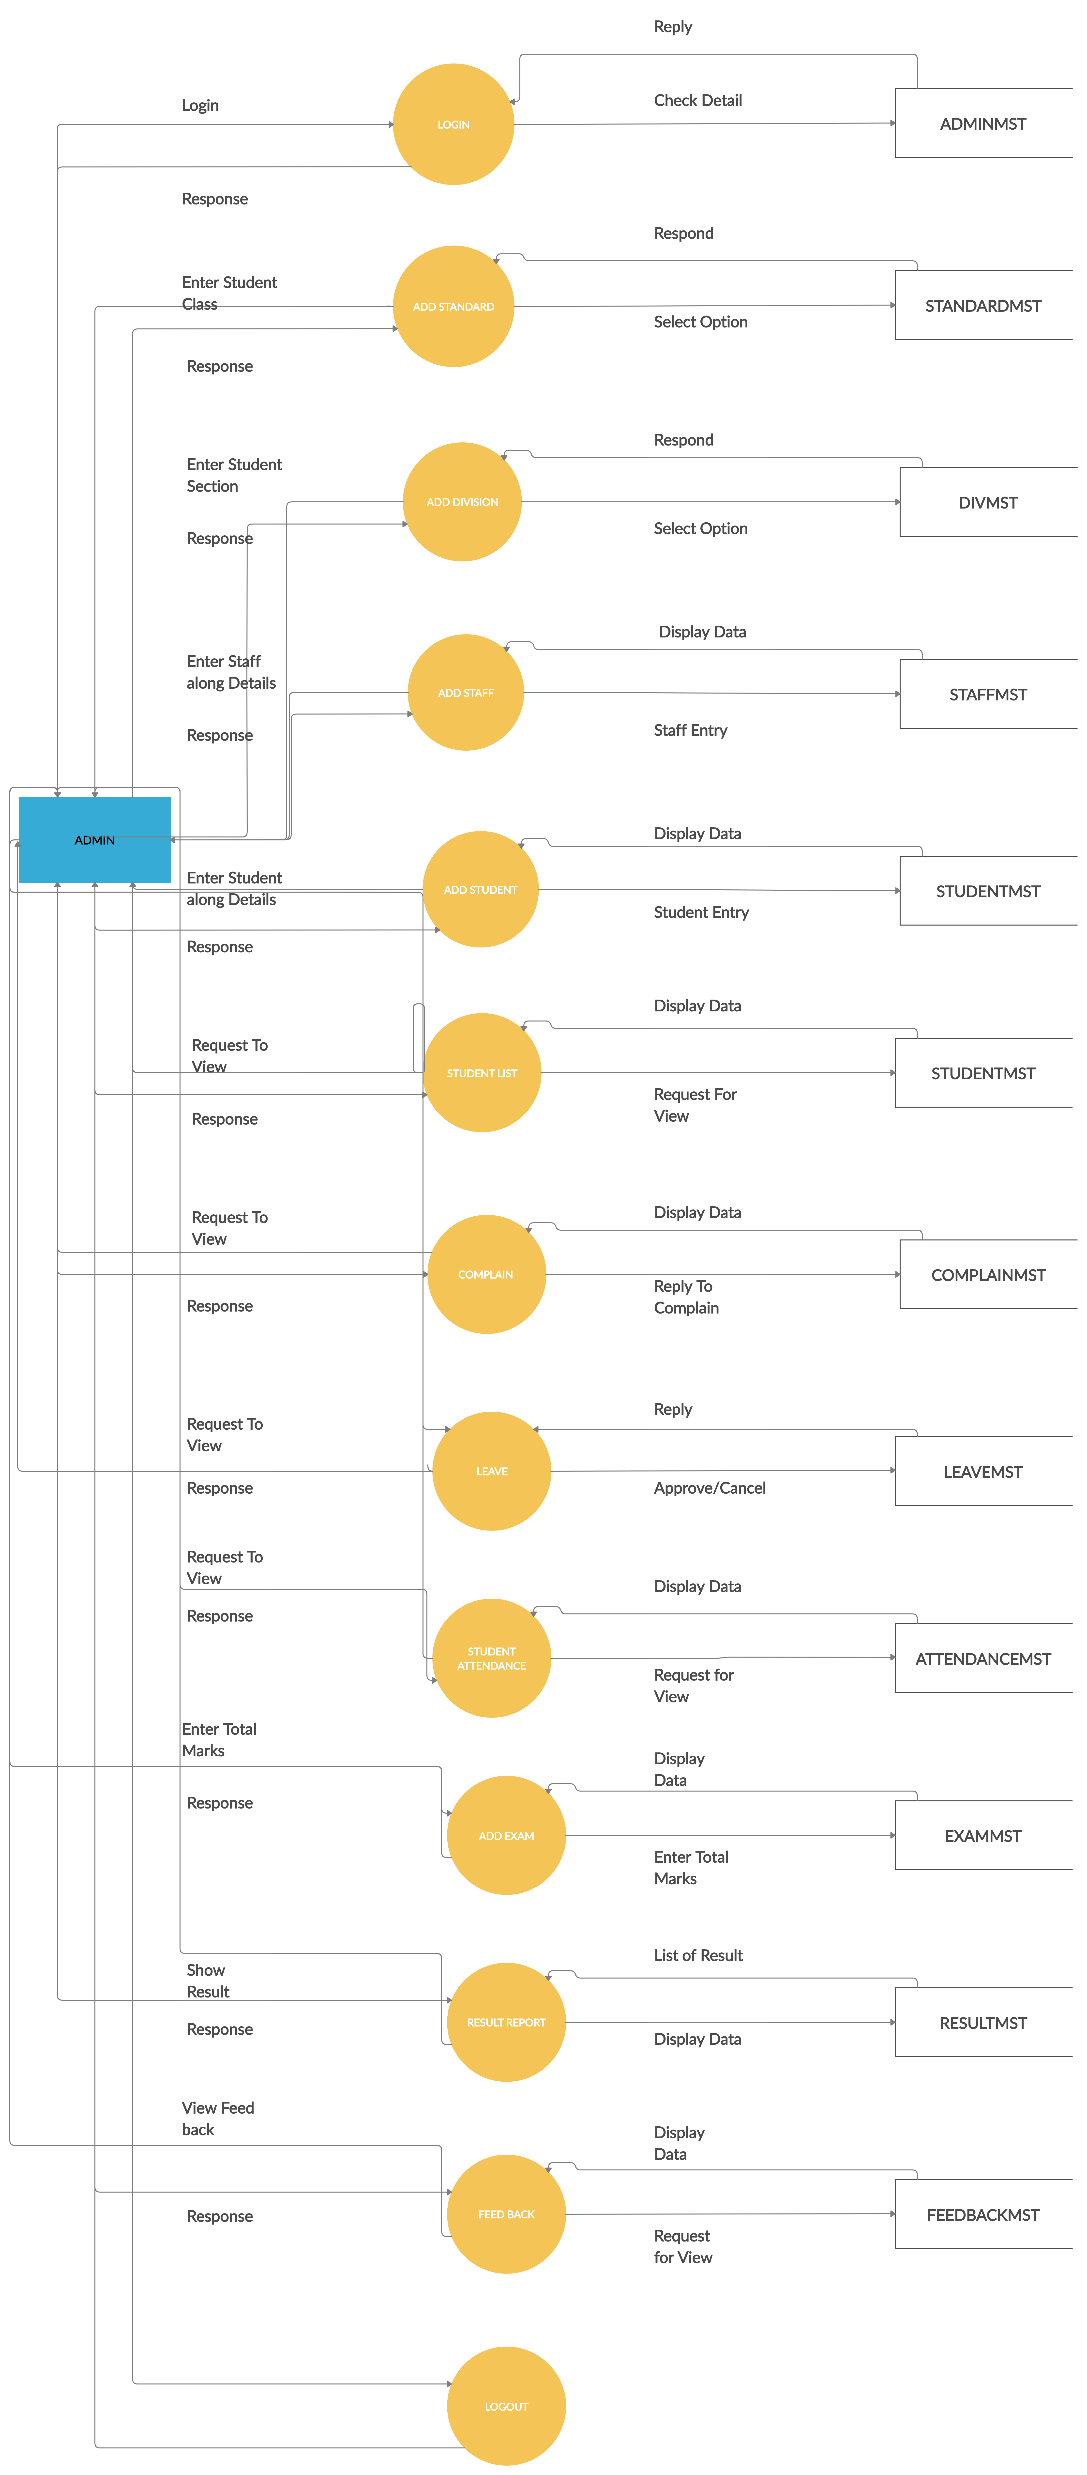 Reply
Login
Check Detail
LOGIN
ADMINMST
Response
Respond
Enter Student
Class
ADD STANDARD
STANDARDMST
Select Option
Response
Respond
Enter Student
Section
ADD DIVISION
DIVMST
Select Option
Response
Display Data
Enter Staff
along Details
ADD STAFF
STAFFMST
Staff Entry
Response
ADMIN
Display Data
Enter Student
along Details
ADD STUDENT
STUDENTMST
Student Entry
Response
Display Data
Request To
View
STUDENT LIST
STUDENTMST
Request For
View
Response
Display Data
Request To
View
COMPLAIN
COMPLAINMST
Reply To
Complain
Response
Reply
Request To
View
LEAVE
LEAVEMST
Approve/Cancel
Response
Request To
View
Display Data
Response
STUDENT
ATTENDANCE
ATTENDANCEMST
Request for
View
Enter Total
Marks
Display
Data
Response
ADD EXAM
EXAMMST
Enter Total
Marks
List of Result
Show
Result
RESULT REPORT
RESULTMST
Response
Display Data
View Feed
back
Display
Data
FEED BACK
FEEDBACKMST
Response
Request
for View
LOGOUT